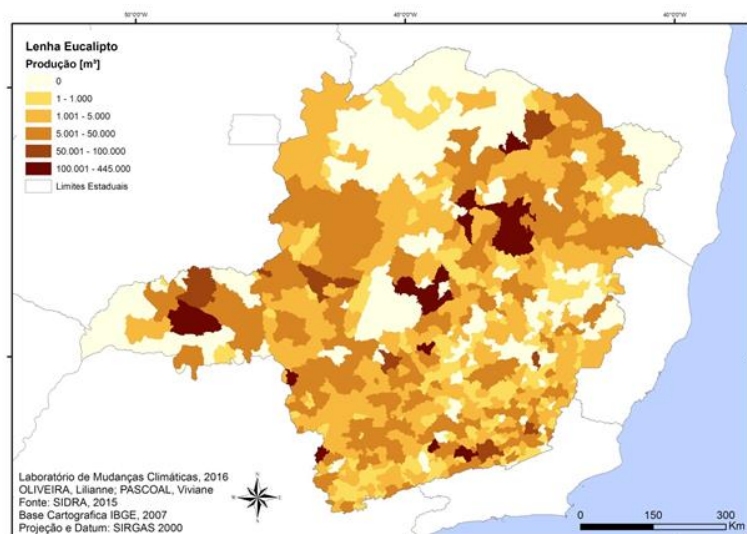 50°0'0"W
45°0'0"W
40°0'0"W
Lenha Eucalipto
Produção [m³]
0
1 - 1.000
1.001 - 5.000
5.001 - 50.000
50.001 - 100.000
100.001 - 445.000
Limites Estaduais
Laboratório de Mudanças Climáticas, 2016
OLIVEIRA, Lilianne; PASCOAL, Viviane
Fonte: SIDRA, 2015
Base Cartografica IBGE, 2007
Projeção e Datum: SIRGAS 2000
N
W E
S
0 150 300
Km